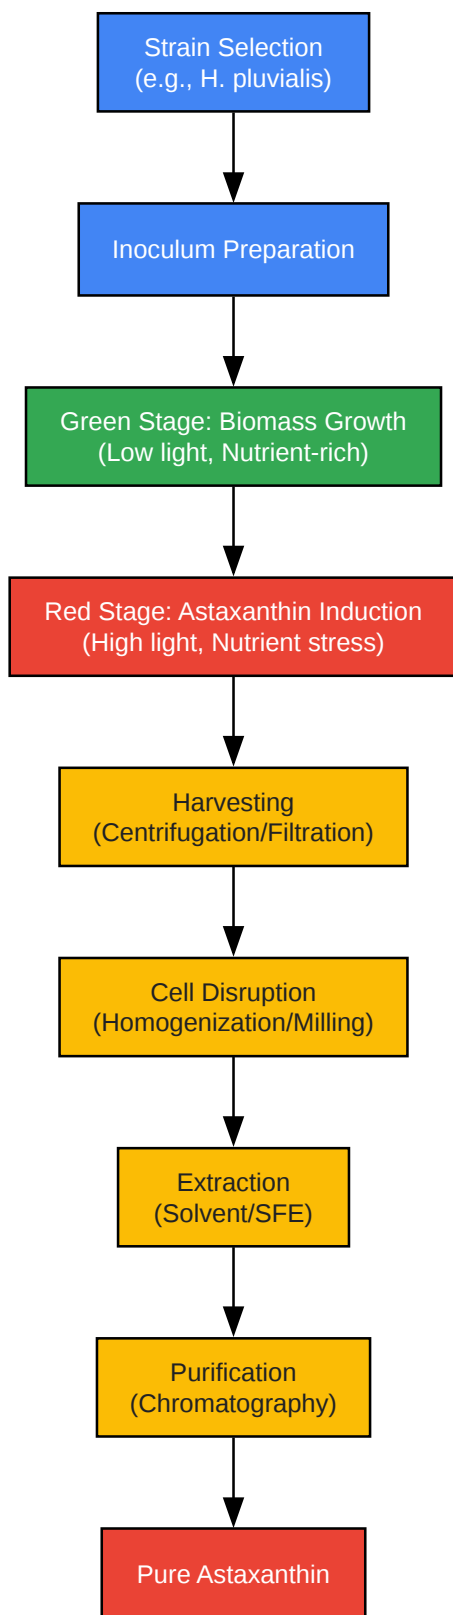 Strain Selection
(e.g., H. pluvialis)
Inoculum Preparation
Green Stage: Biomass Growth
(Low light, Nutrient-rich)
Red Stage: Astaxanthin Induction
(High light, Nutrient stress)
Harvesting
(Centrifugation/Filtration)
Cell Disruption
(Homogenization/Milling)
Extraction
(Solvent/SFE)
Purification
(Chromatography)
Pure Astaxanthin